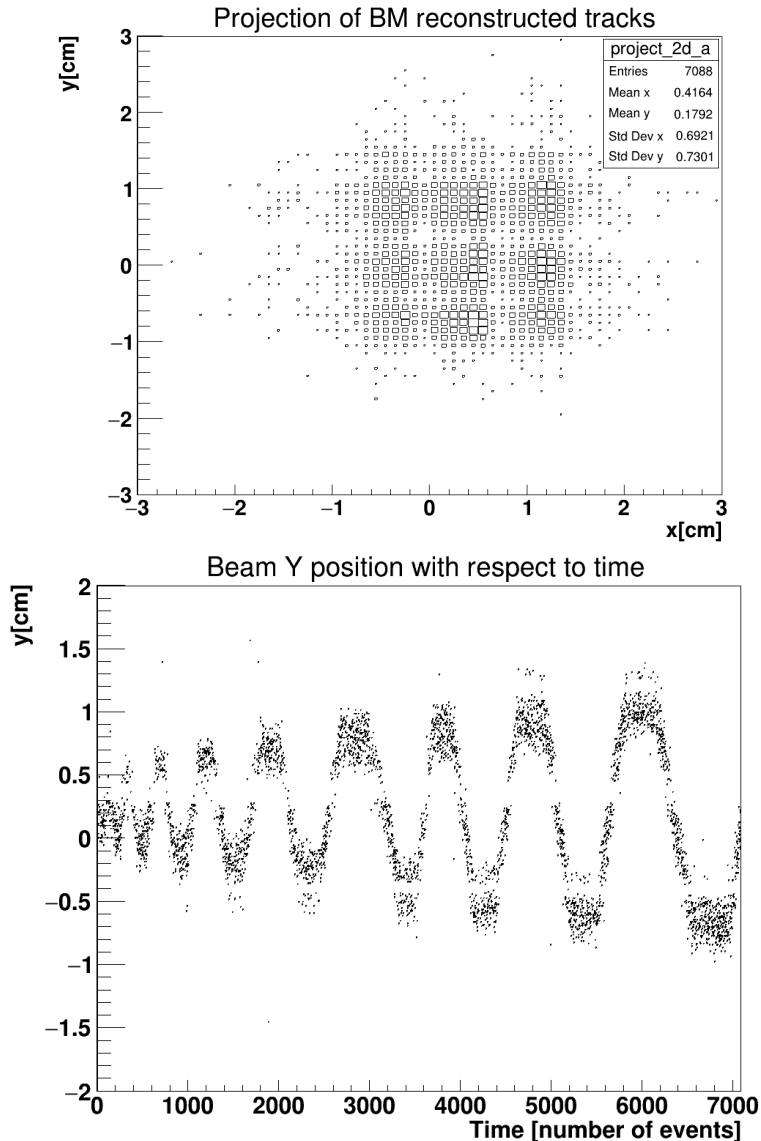 Projection of BM reconstructed tracks
y[cm]
project_2d_a
Entries 7088
Mean x 0.4164
Mean y 0.1792
Std Dev x 0.6921
Std Dev y 0.7301
3
2
1
0
−1
−2
−3
−3 −2 −1 0 1 2 3
x[cm]
Beam Y position with respect to time
y[cm]
2
1.5
1
0.5
0
−0.5
−1
−1.5
−2
0 1000 2000 3000 4000 5000 6000 7000
Time [number of events]